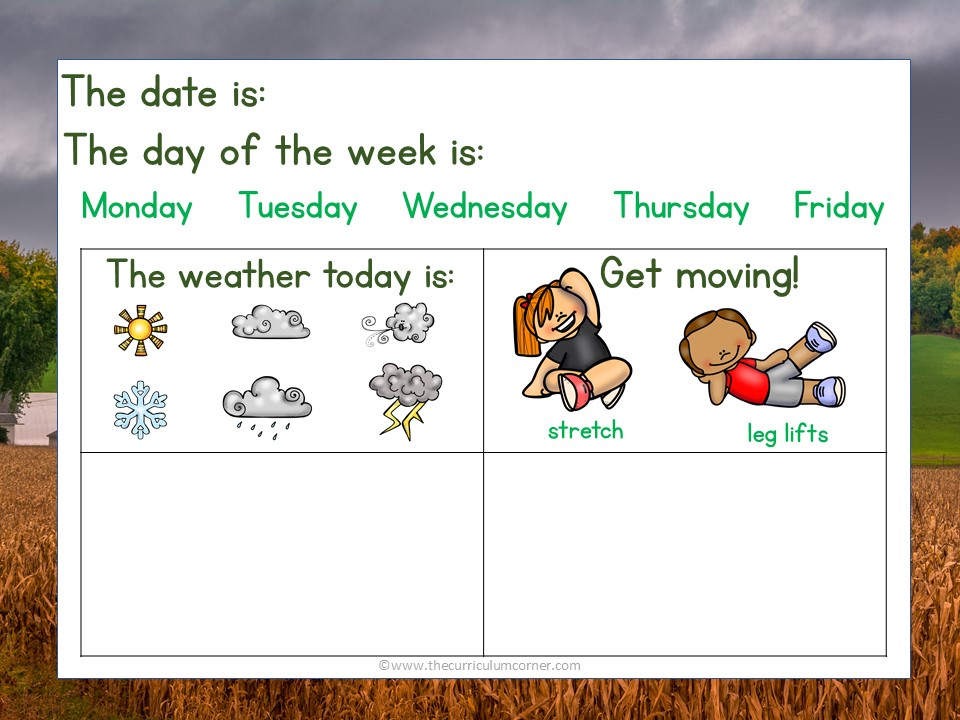 The date is:
The day of the week is:
Monday Tuesday Wednesday Thursday Friday
The weather today is:
Get moving!
stretch
leg lifts
©www.thecurriculumcorner.com